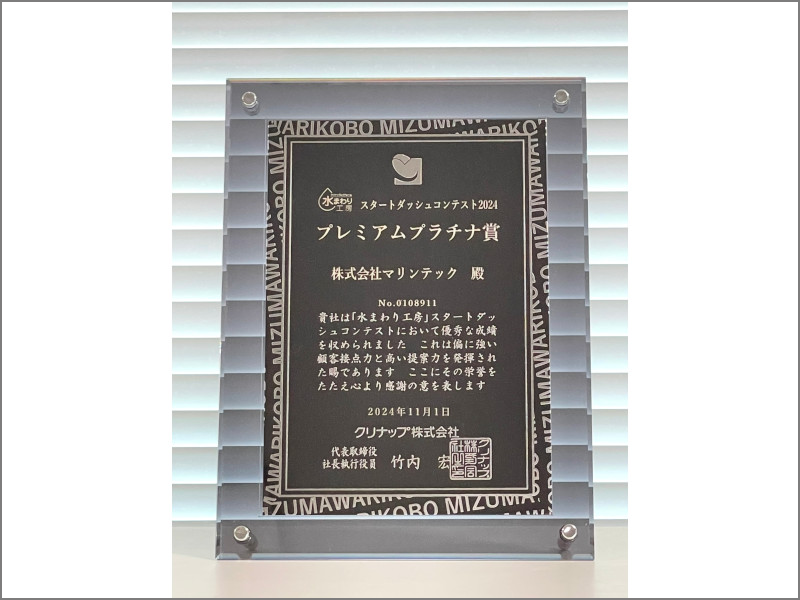 MIZUMAWARIKOBO MIZUMAWARIKOBO
水まわり工房
スタートダッシュコンテスト2024
プレミアムプラチナ賞
株式会社マリンテック 殿
No.0108911
貴社は「水まわり工房」スタートダッ
シュコンテストにおいて優秀な成績
を収められました これは偏に強い
顧客接点力と高い提案力を発揮され
た賜であります ここにその栄誉を
たたえ心より感謝の意を表します
2024年11月1日
クリナップ株式会社
代表取締役
社長執行役員 竹内 宏